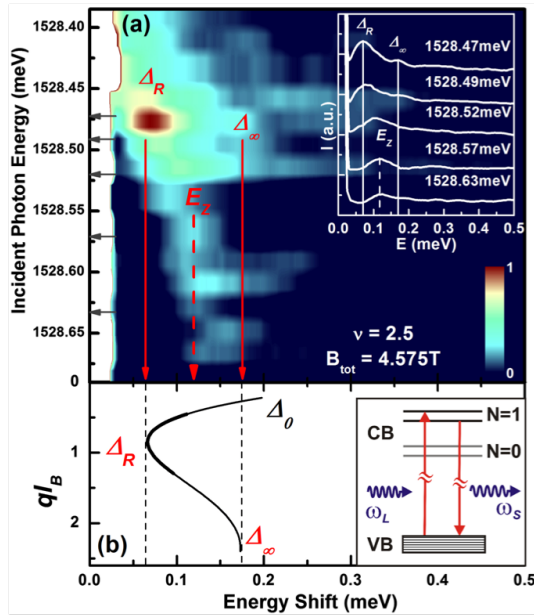 (a)
Incident Photon Energy (meV)
1528.40
1528.45
1528.50
1528.55
1528.60
1528.65
0
Δ_R
Δ_∞
E_Z
Δ_R
Δ_∞
E_Z
1528.47meV
1528.49meV
1528.52meV
1528.57meV
1528.63meV
I (a.u.)
0.0 0.1 0.2 0.3 0.4 0.5
E (meV)
1
0
ν = 2.5
B_tot = 4.575T
Δ_0
Δ_R
Δ_∞
ql_B
1
2
(b)
N=1
CB
N=0
ω_L
ω_S
VB
0.0 0.1 0.2 0.3 0.4 0.5
Energy Shift (meV)